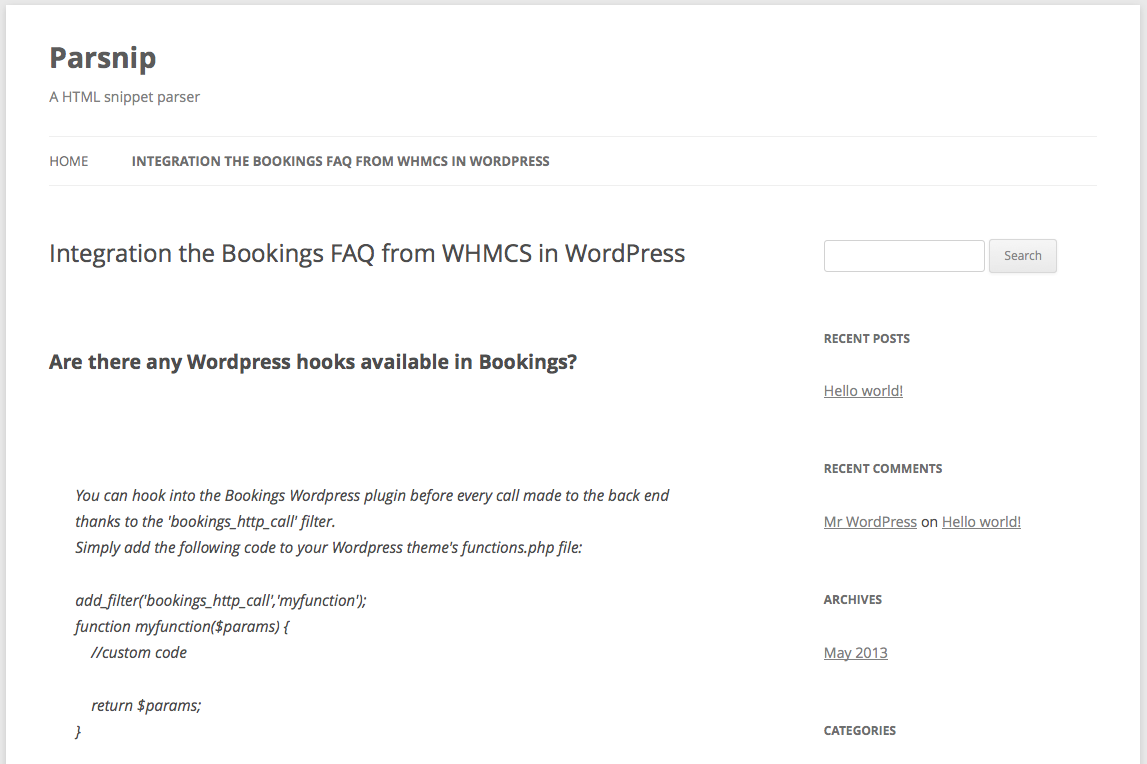 Parsnip
A HTML snippet parser
HOME
INTEGRATION THE BOOKINGS FAQ FROM WHMCS IN WORDPRESS
Integration the Bookings FAQ from WHMCS in WordPress
Are there any Wordpress hooks available in Bookings?
You can hook into the Bookings Wordpress plugin before every call made to the back end
thanks to the 'bookings_http_call' filter.
Simply add the following code to your Wordpress theme's functions.php file:
add_filter('bookings_http_call','myfunction');
function myfunction($params) {
//custom code
return $params;
}
Search
RECENT POSTS
Hello world!
RECENT COMMENTS
Mr WordPress on Hello world!
ARCHIVES
May 2013
CATEGORIES